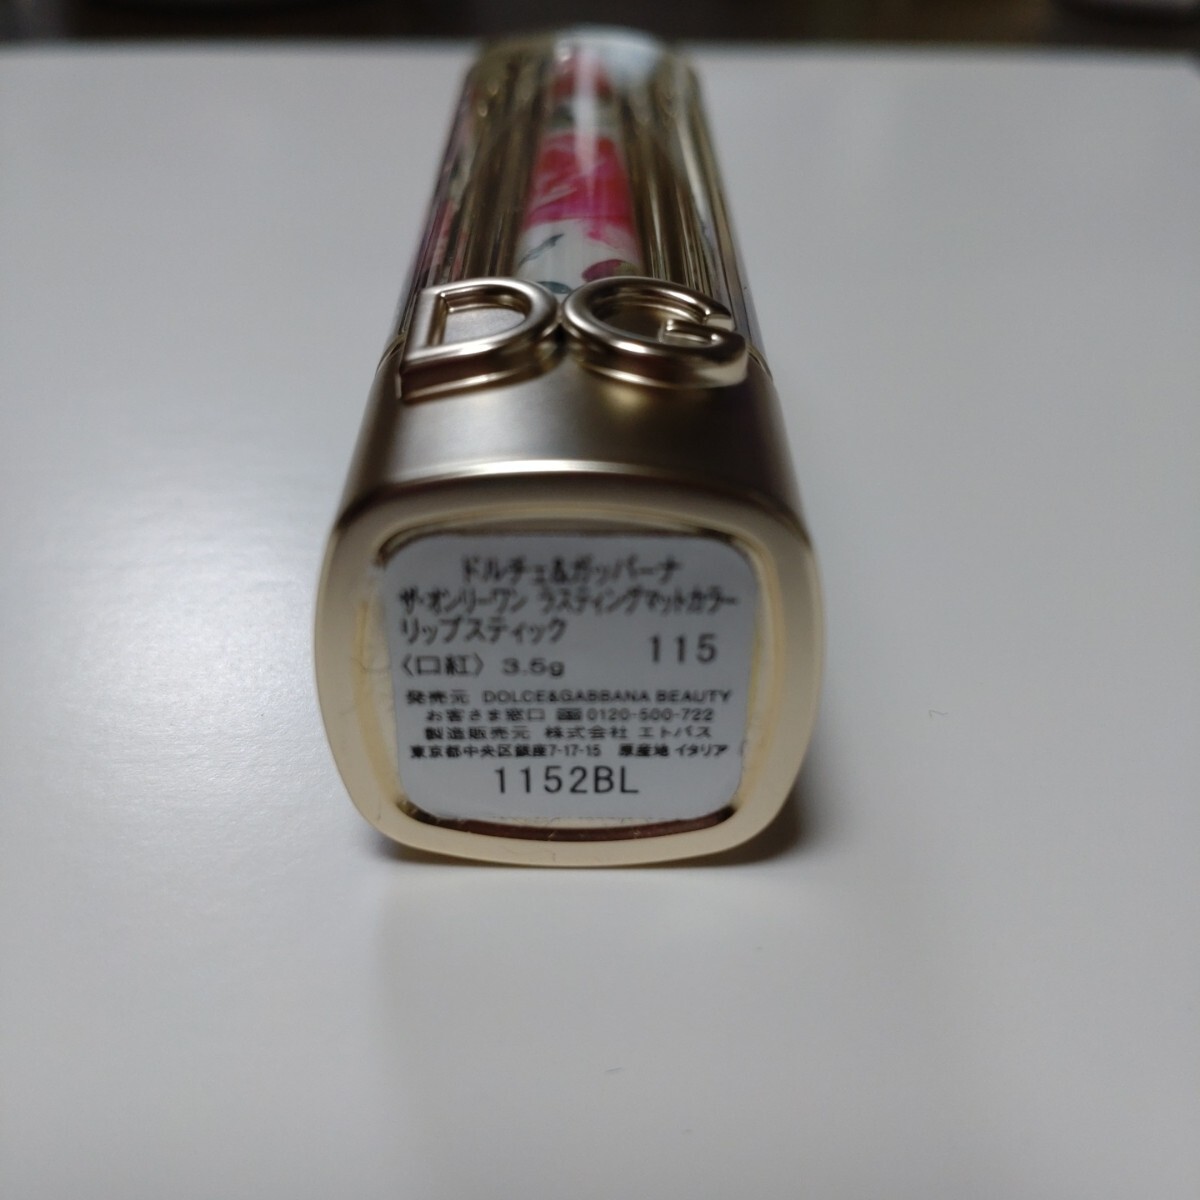 DG
ドルチェ&ガッバーナ
ザ・オンリーワン ラスティングマットカラー
リップスティック 115
〈口紅〉 3.5g
発売元 DOLCE&GABBANA BEAUTY
お客さま窓口 0120-500-722
製造販売元 株式会社 エトバス
東京都中央区銀座7-17-15 原産地 イタリア
1152BL